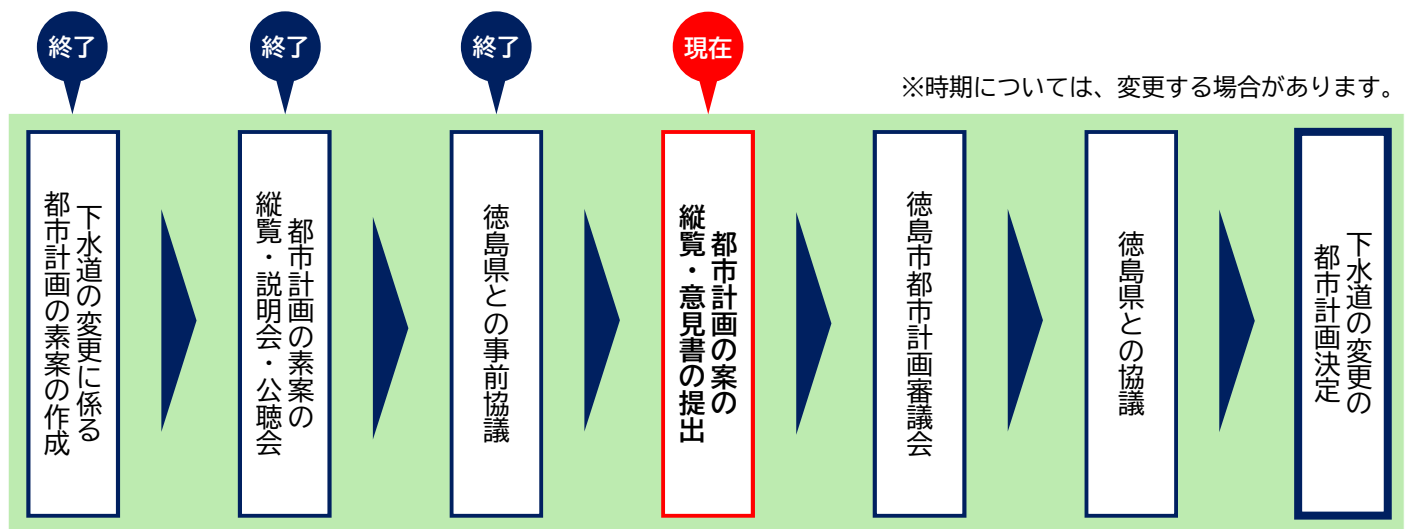 終了
終了
終了
現在
※時期については、変更する場合があります。
下水道の変更に係る
都市計画の素案の作成
都市計画の素案の
縦覧・説明会・公聴会
徳島県との事前協議
都市計画の案の
縦覧・意見書の提出
徳島市都市計画審議会
徳島県との協議
下水道の変更の
都市計画決定